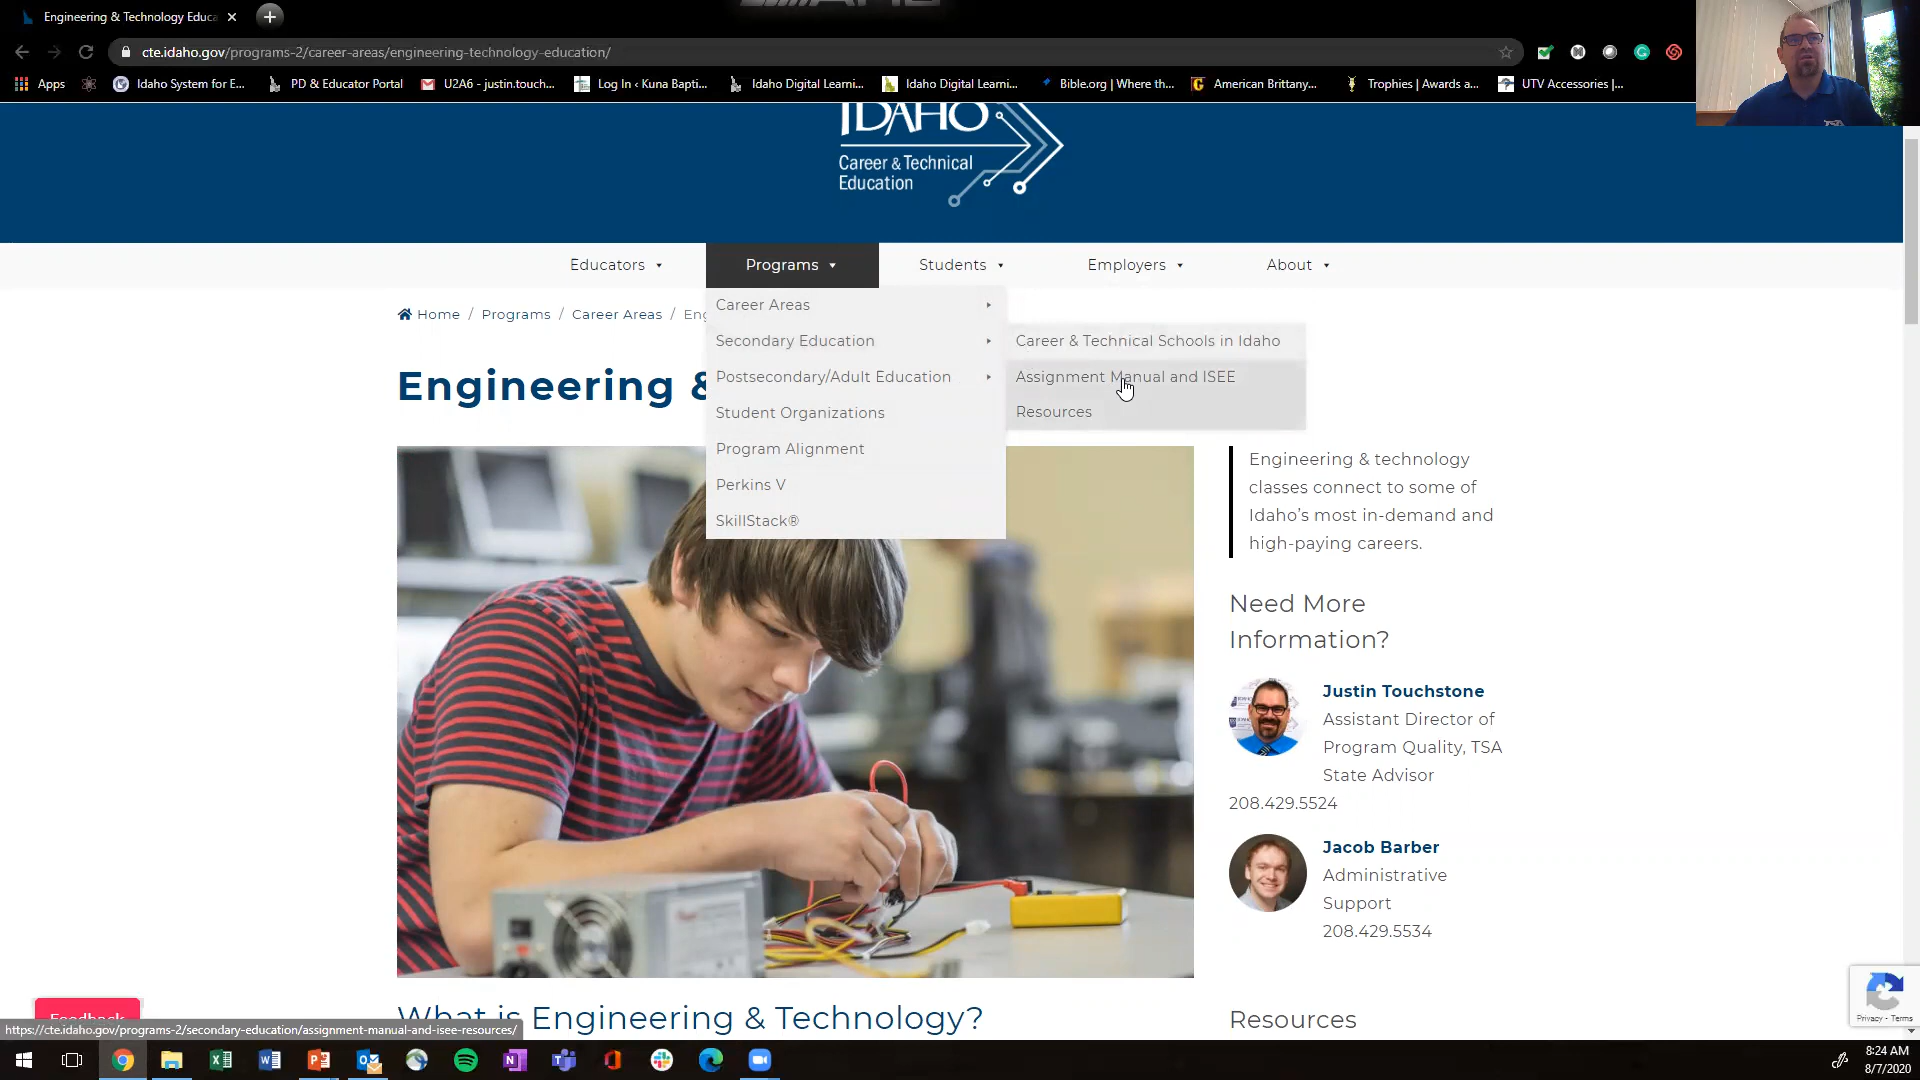 Engineering & Technology Educa
cte.idaho.gov/programs-2/career-areas/engineering-technology-education/
Apps
Idaho System for E...
PD & Educator Portal
U2A6 - justin.touch...
Log In ‹ Kuna Bapti...
Idaho Digital Learni...
Idaho Digital Learni...
Bible.org | Where th...
American Brittany...
Trophies | Awards a...
UTV Accessories |...
IDAHO
Career & Technical
Education
Educators
Programs
Students
Employers
About
Home / Programs / Career Areas / Eng
Career Areas
Secondary Education
Postsecondary/Adult Education
Student Organizations
Program Alignment
Perkins V
SkillStack®
Career & Technical Schools in Idaho
Assignment Manual and ISEE
Resources
Engineering &
Engineering & technology
classes connect to some of
Idaho's most in-demand and
high-paying careers.
Need More
Information?
Justin Touchstone
Assistant Director of
Program Quality, TSA
State Advisor
208.429.5524
Jacob Barber
Administrative
Support
208.429.5534
What is Engineering & Technology?
Resources
Feedback
https://cte.idaho.gov/programs-2/secondary-education/assignment-manual-and-isee-resources/
Privacy - Terms
8:24 AM
8/7/2020